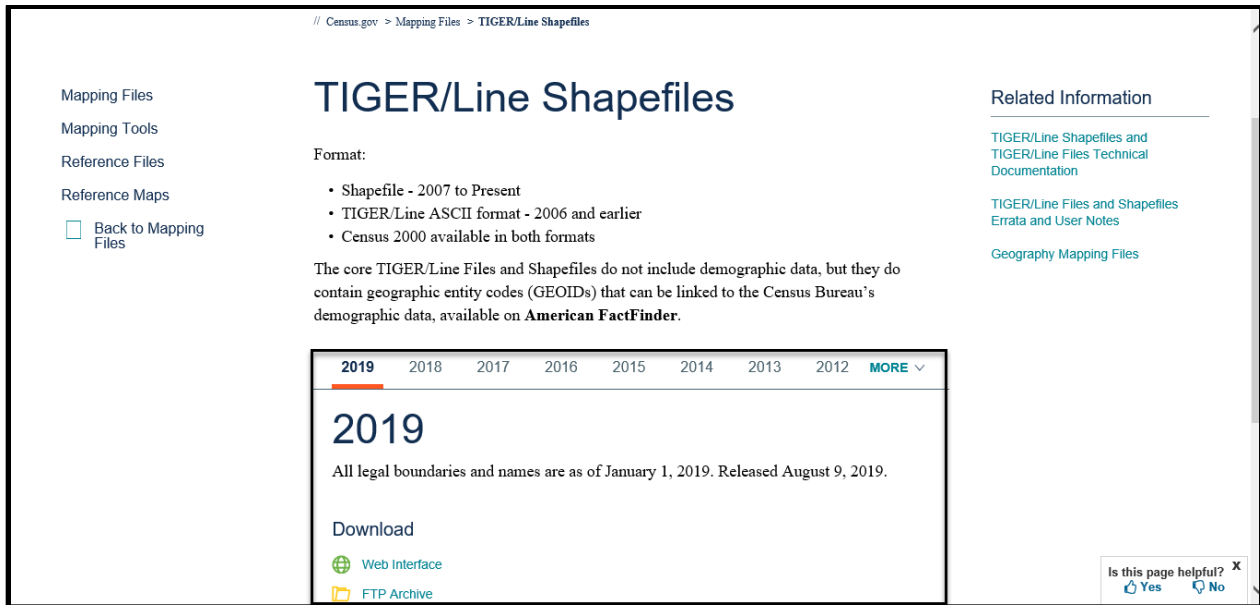 // Census.gov > Mapping Files > TIGER/Line Shapefiles
Mapping Files
Mapping Tools
Reference Files
Reference Maps
Back to Mapping
Files
TIGER/Line Shapefiles
Format:
• Shapefile - 2007 to Present
• TIGER/Line ASCII format - 2006 and earlier
• Census 2000 available in both formats
The core TIGER/Line Files and Shapefiles do not include demographic data, but they do
contain geographic entity codes (GEOIDs) that can be linked to the Census Bureau’s
demographic data, available on American FactFinder.
2019 2018 2017 2016 2015 2014 2013 2012 MORE
2019
All legal boundaries and names are as of January 1, 2019. Released August 9, 2019.
Download
Web Interface
FTP Archive
Related Information
TIGER/Line Shapefiles and
TIGER/Line Files Technical
Documentation
TIGER/Line Files and Shapefiles
Errata and User Notes
Geography Mapping Files
Is this page helpful? X
Yes No